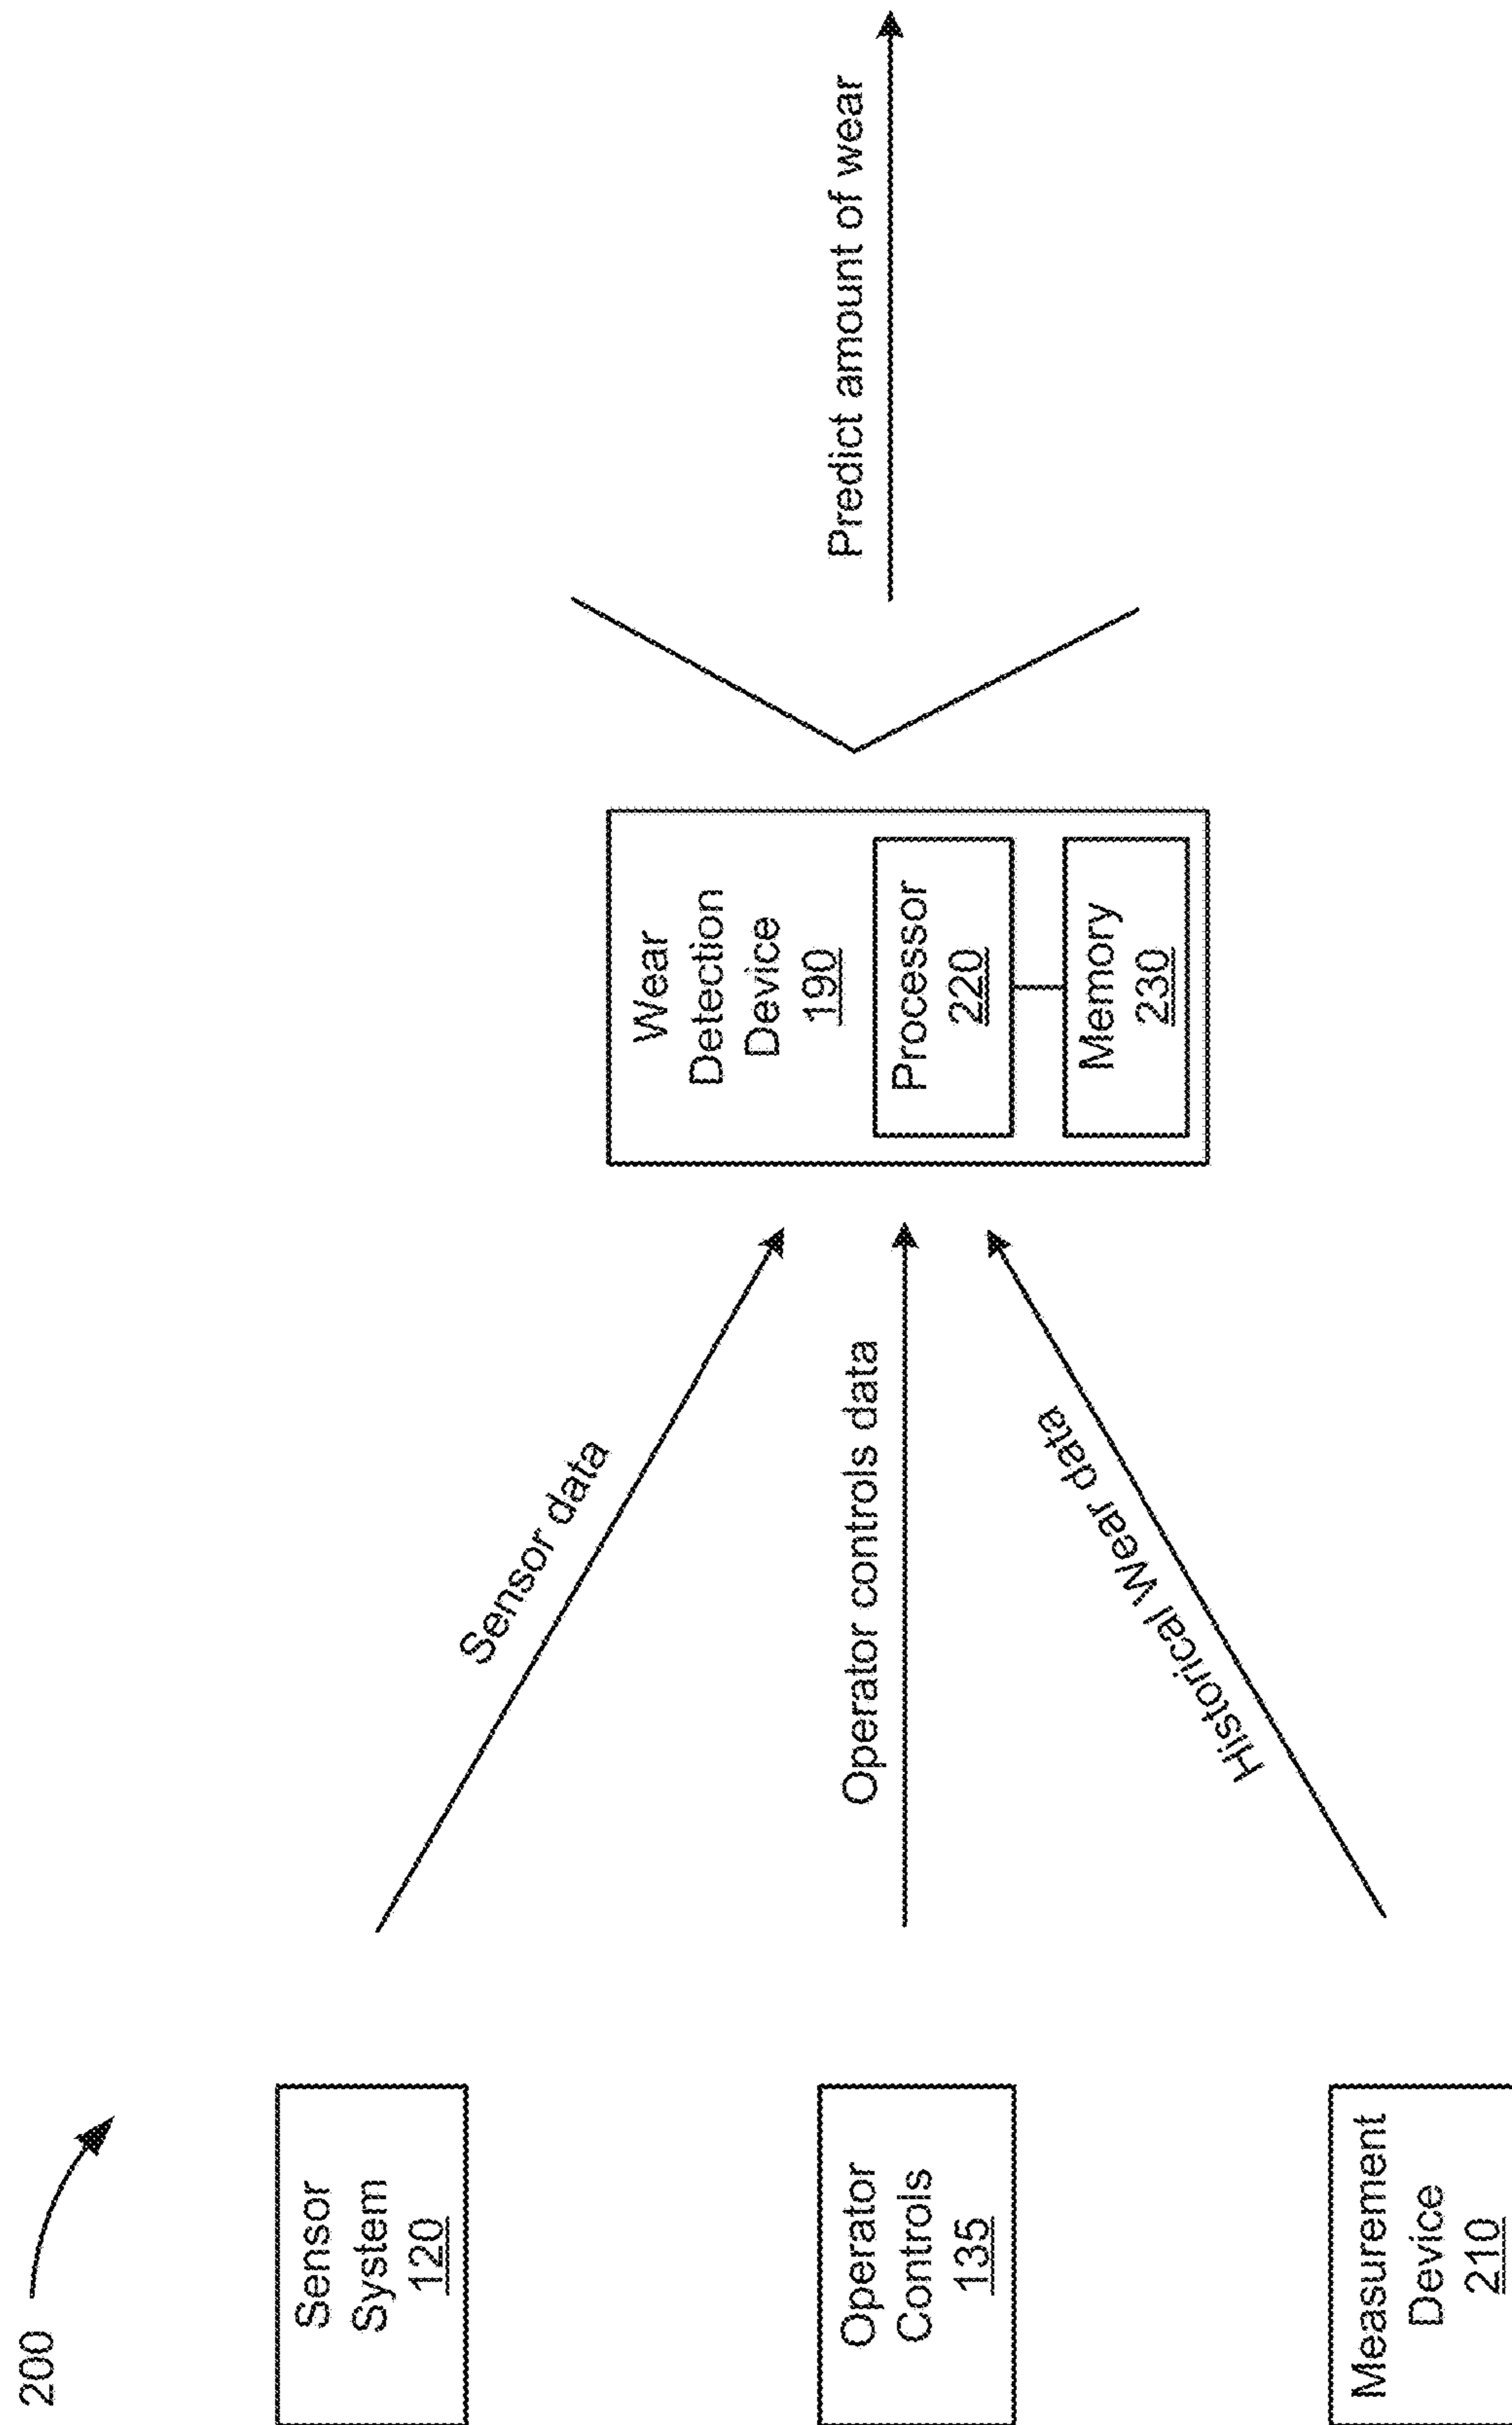 200
Sensor
System
120
Operator
Controls
135
Measurement
Device
210
Sensor data
Operator controls data
Historical Wear data
Wear
Detection
Device
190
Processor
220
Memory
230
Predict amount of wear